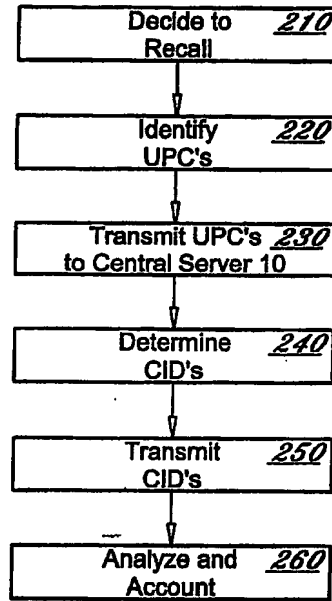 Decide to 210
Recall
Identify 220
UPC's
Transmit UPC's 230
to Central Server 10
Determine 240
CID's
Transmit 250
CID's
Analyze and
Account 260